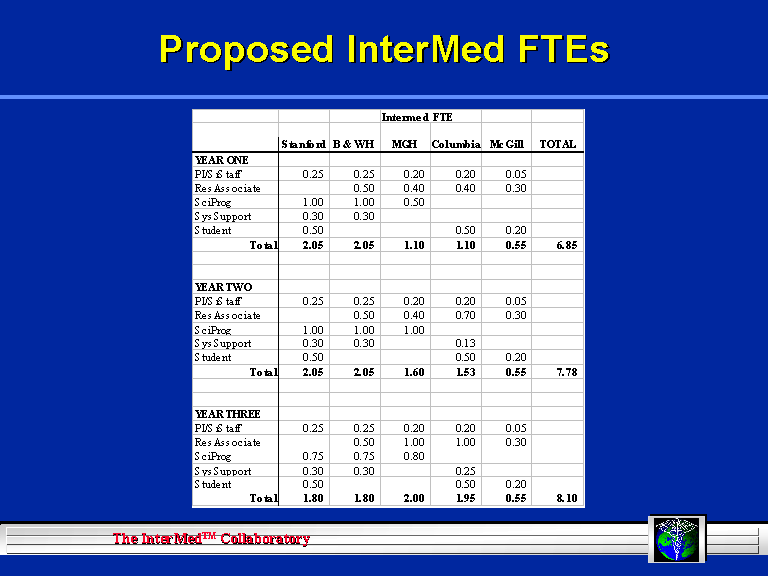 Proposed InterMed FTEs
Intermed FTE
Stanford B & WH MGH Columbia McGill TOTAL
YEAR ONE
PI/S fS taff 0.25 0.25 0.20 0.20 0.05
Res Associate 0.50 0.40 0.40 0.30
SciProg 1.00 1.00 0.50
Sys Support 0.30 0.30
Student 0.50 0.50 0.20
Total 2.05 2.05 1.10 1.10 0.55 6.85
YEAR TWO
PI/S fS taff 0.25 0.25 0.20 0.20 0.05
Res Associate 0.50 0.40 0.70 0.30
SciProg 1.00 1.00 1.00
Sys Support 0.30 0.30 0.13
Student 0.50 0.50 0.20
Total 2.05 2.05 1.60 1.53 0.55 7.78
YEAR THREE
PI/S fS taff 0.25 0.25 0.20 0.20 0.05
Res Associate 0.50 1.00 1.00 0.30
SciProg 0.75 0.75 0.80
Sys Support 0.30 0.30 0.25
Student 0.50 0.50 0.20
Total 1.80 1.80 2.00 1.95 0.55 8.10
The InterMed™ Collaboratory